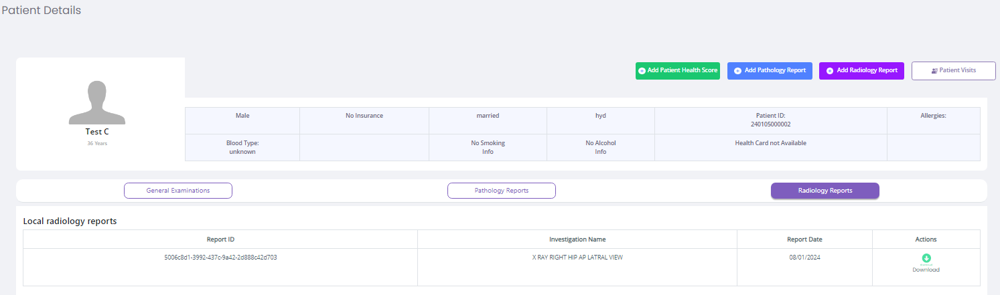 Patient Details
Add Patient Health Score
Add Pathology Report
Add Radiology Report
Patient Visits
Test C
36 Years
Male
No Insurance
married
hyd
Patient ID:
240105000002
Allergies:
Blood Type:
unknown
No Smoking
Info
No Alcohol
Info
Health Card not Available
General Examinations
Pathology Reports
Radiology Reports
Local radiology reports
Report ID
Investigation Name
Report Date
Actions
5006c8d1-3992-437c-9a42-2d888c42d703
X RAY RIGHT HIP AP LATRAL VIEW
08/01/2024
Download